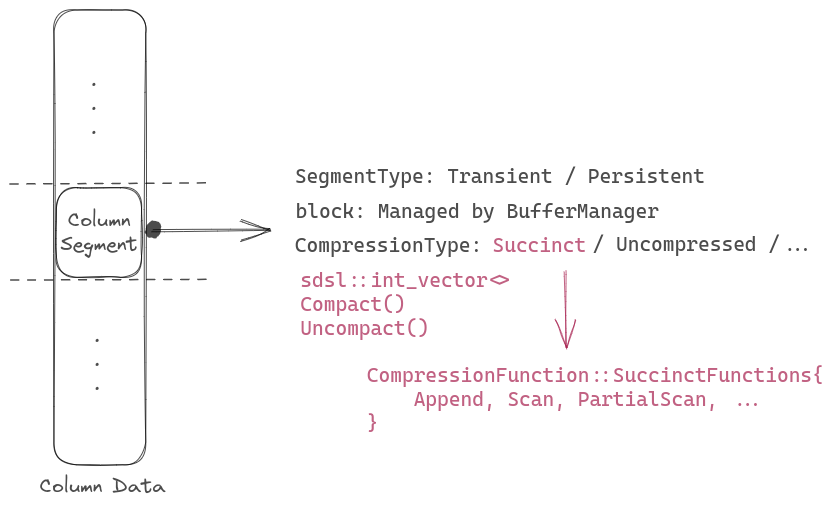 SegmentType: Transient / Persistent
block: Managed by BufferManager
Column
Segment
CompressionType: Succinct / Uncompressed / ...
sdsl::int_vector<>
Compact()
Uncompact()
CompressionFunction::SuccinctFunctions{
Append, Scan, PartialScan, ...
}
Column Data